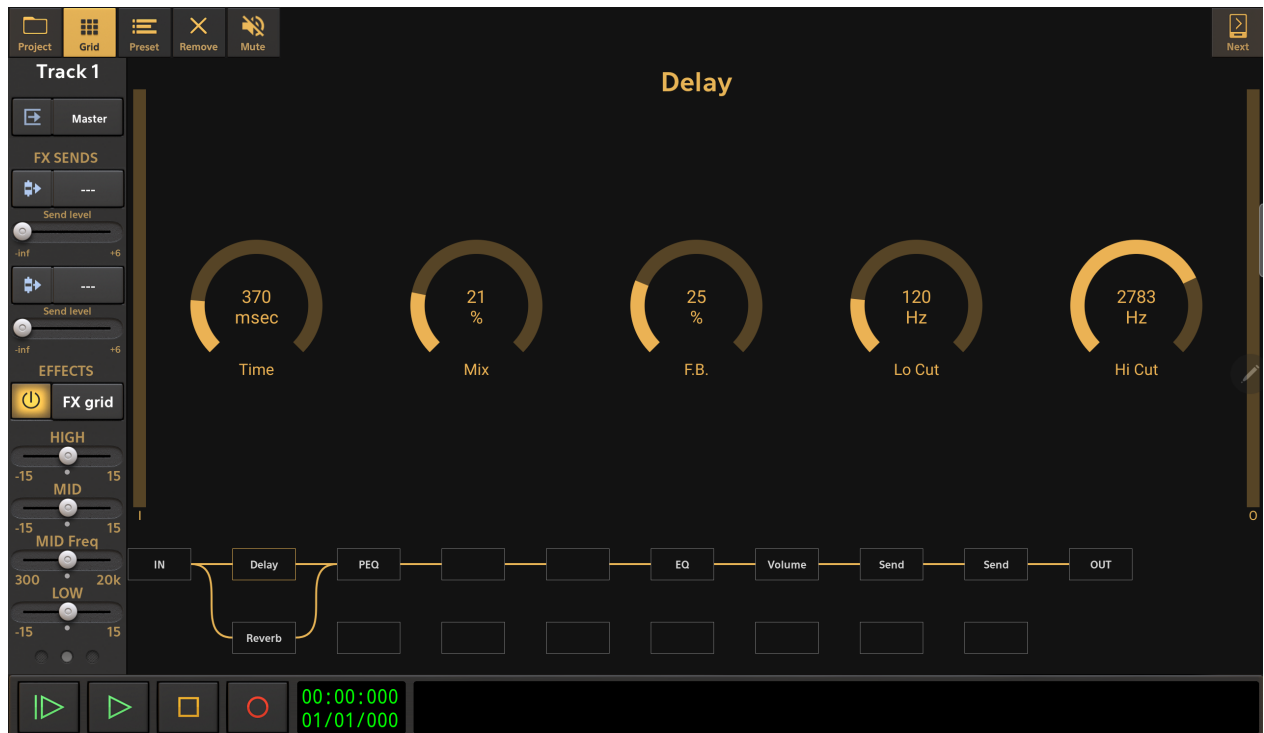 Project Grid Preset Remove Mute Next
Track 1
Delay
Master
FX SENDS
---
Send level
-inf +6
---
Send level
-inf +6
370
msec
Time
21
%
Mix
25
%
F.B.
120
Hz
Lo Cut
2783
Hz
Hi Cut
EFFECTS
FX grid
HIGH
-15 15
MID
-15 15
MID Freq
300 20k
LOW
-15 15
I O
IN Delay PEQ EQ Volume Send Send OUT
Reverb
00:00:000
01/01/000